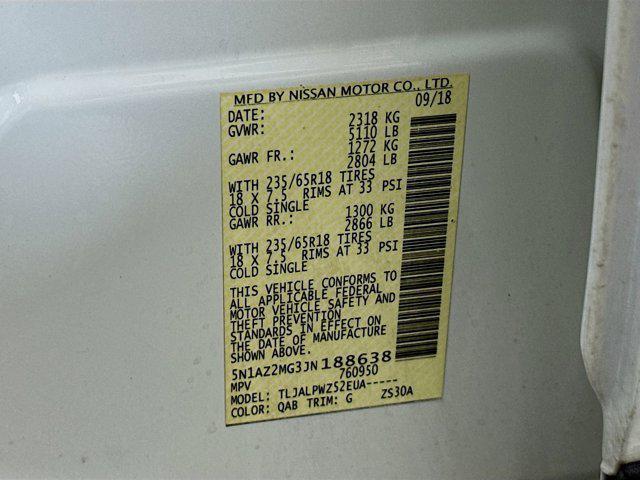 MFD BY NISSAN MOTOR CO., LTD.
DATE: 09/18
GVWR: 2318 KG
5110 LB
GAWR FR.: 1272 KG
2804 LB
WITH 235/65R18 TIRES
18 X 7.5 RIMS AT 33 PSI
COLD SINGLE
GAWR RR.: 1300 KG
2866 LB
WITH 235/65R18 TIRES
18 X 7.5 RIMS AT 33 PSI
COLD SINGLE
THIS VEHICLE CONFORMS TO
ALL APPLICABLE FEDERAL
MOTOR VEHICLE SAFETY AND
THEFT PREVENTION
STANDARDS IN EFFECT ON
THE DATE OF MANUFACTURE
SHOWN ABOVE.
5N1AZ2MG3JN188638
MPV 760950
MODEL: TLJALPWZ52EUA-----
COLOR: QAB TRIM: G ZS30A